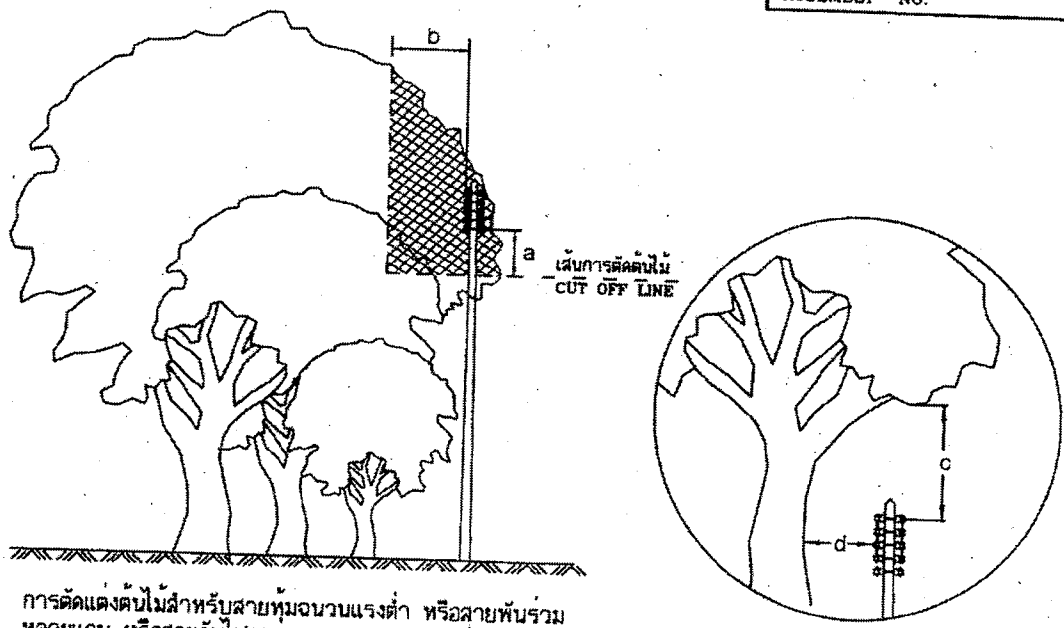 NO.
b
a
เส้นการตัดต้นไม้
CUT OFF LINE
c
d
การตัดแต่งต้นไม้สำหรับสายหุ้มฉนวนแรงต่ำ หรือสายพันร่วม